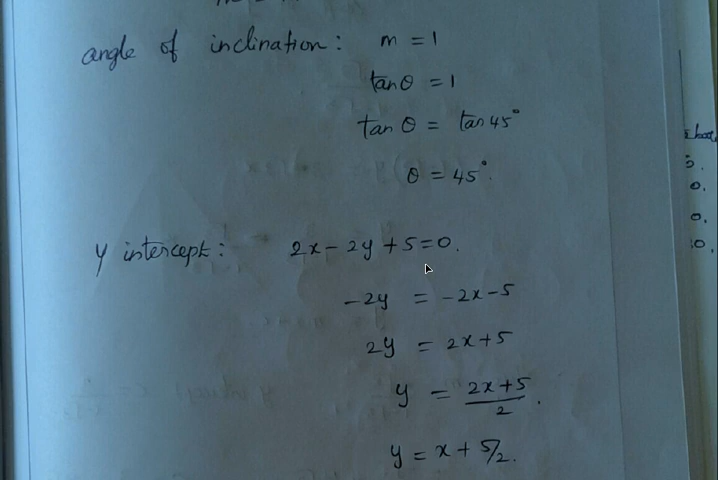 angle of inclination: m = 1
tanθ = 1
tan θ = tan 45°
θ = 45°.
y intercept: 2x - 2y + 5 = 0.
-2y = -2x - 5
2y = 2x + 5
y = (2x + 5)/2.
y = x + 5/2.